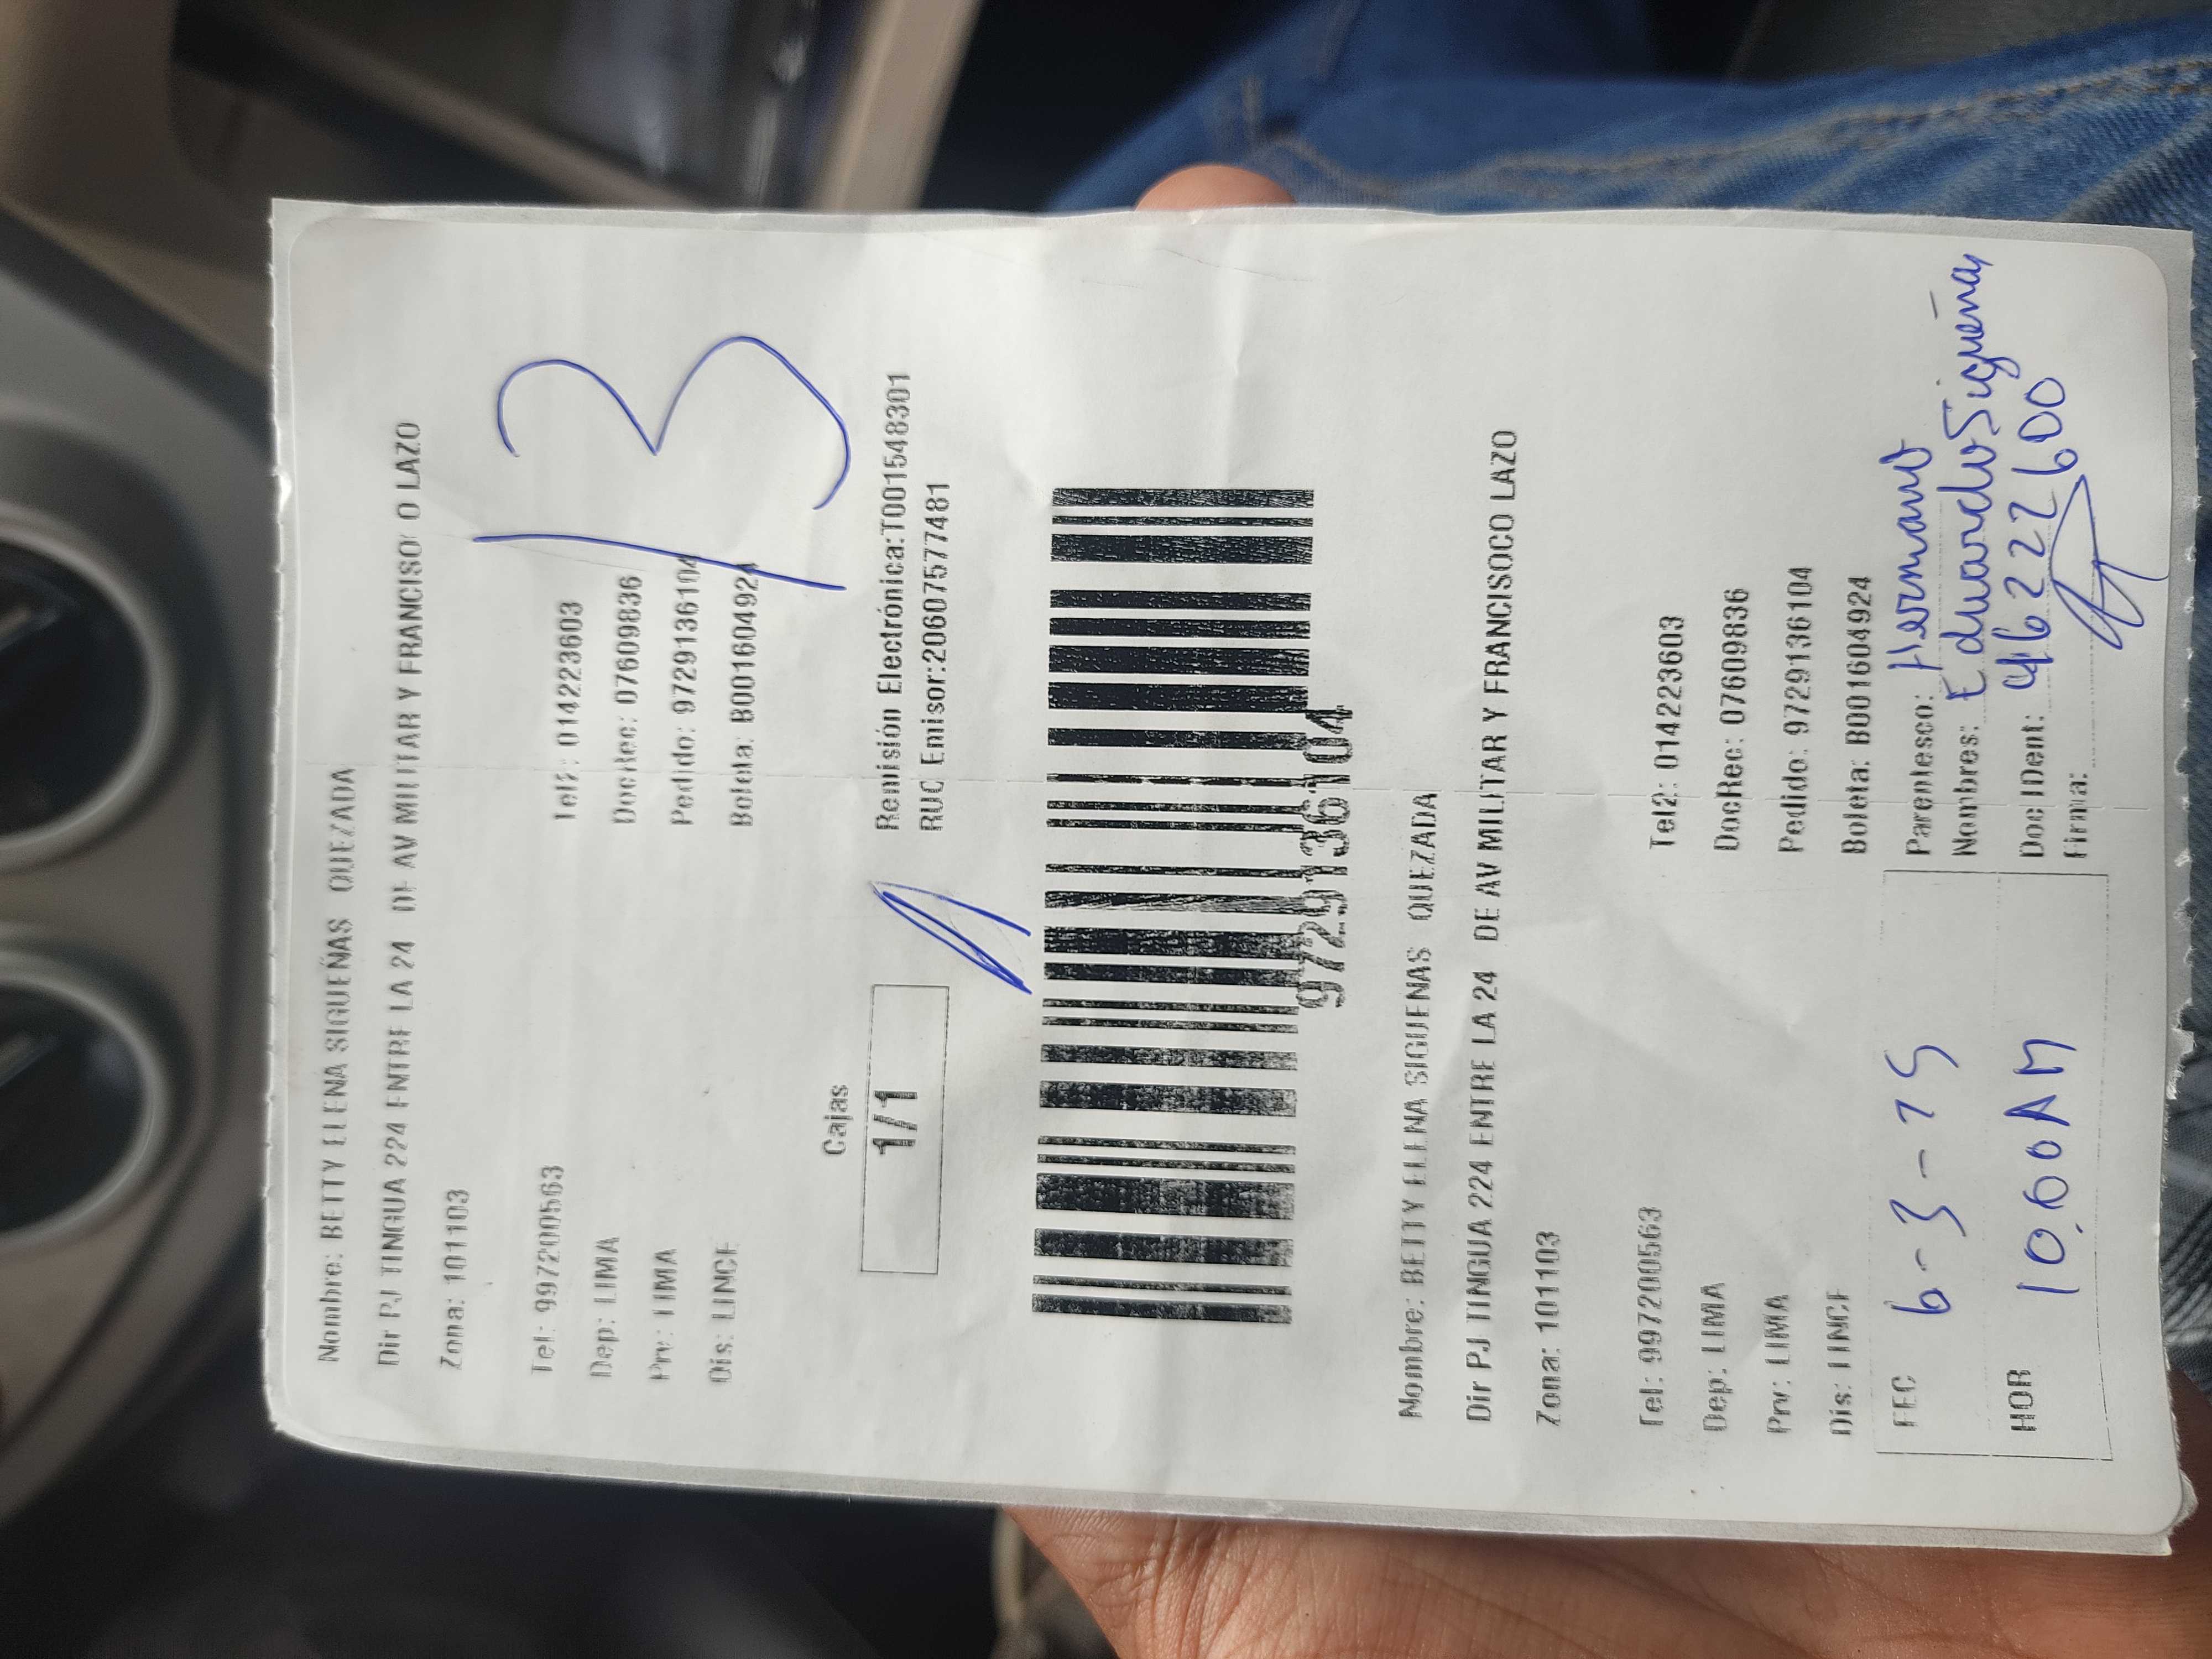 Nombre: BETTY ELENA SIGUEÑAS QUEZADA
Dir PJ TINGUA 224 ENTRE LA 24 DE AV MILITAR Y FRANCISO O LAZO
Zona: 101103
Tel: 997200563 Tel2: 014223603
Dep: LIMA DocRec: 07609836
Prv: LIMA Pedido: 9729136104
Dis: LINCE Boleta: B001604924
13
Cajas
1/1
Remisión Electrónica:T001548301
RUC Emisor:20607577481
9729136104
Nombre: BETTY ELENA SIGUENAS QUEZADA
Dir PJ TINGUA 224 ENTRE LA 24 DE AV MILITAR Y FRANCISOCO LAZO
Zona: 101103
Tel: 997200563 Tel2: 014223603
Dep: LIMA DocRec: 07609836
Prv: LIMA Pedido: 9729136104
Dis: LINCE Boleta: B001604924
FEC 6-3-25 Parentesco: Hermano
Nombres: Eduardo Sigueñas
HOR 10.60AM Doc IDent: 46222600
Firma: